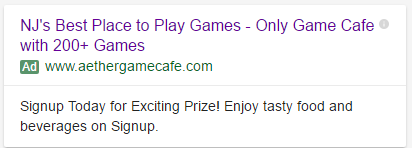 NJ's Best Place to Play Games - Only Game Cafe
with 200+ Games
Ad www.aethergamecafe.com
Signup Today for Exciting Prize! Enjoy tasty food and
beverages on Signup.